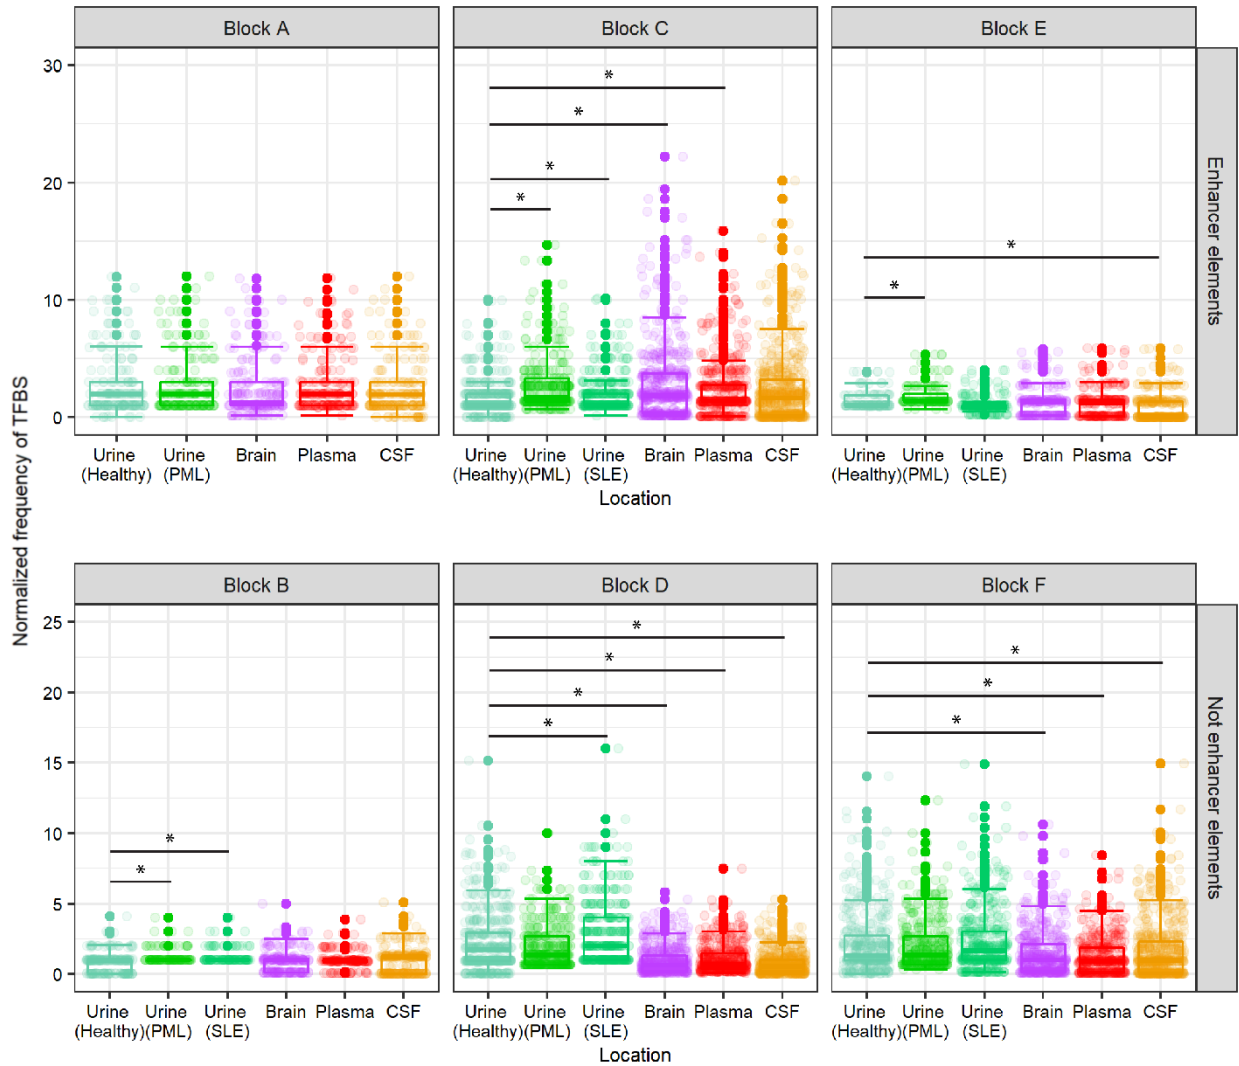 Block A
Block C
Block E
30
20
10
0
*
*
*
*
*
*
Enhancer elements
Urine (Healthy)
Urine (PML)
Brain
Plasma
CSF
Urine (Healthy)
Urine (PML)
Urine (SLE)
Brain
Plasma
CSF
Urine (Healthy)
Urine (PML)
Urine (SLE)
Brain
Plasma
CSF
Location
Normalized frequency of TFBS
Block B
Block D
Block F
25
20
15
10
5
0
*
*
*
*
*
*
*
*
*
Not enhancer elements
Urine (Healthy)
Urine (PML)
Urine (SLE)
Brain
Plasma
CSF
Urine (Healthy)
Urine (PML)
Urine (SLE)
Brain
Plasma
CSF
Urine (Healthy)
Urine (PML)
Urine (SLE)
Brain
Plasma
CSF
Location